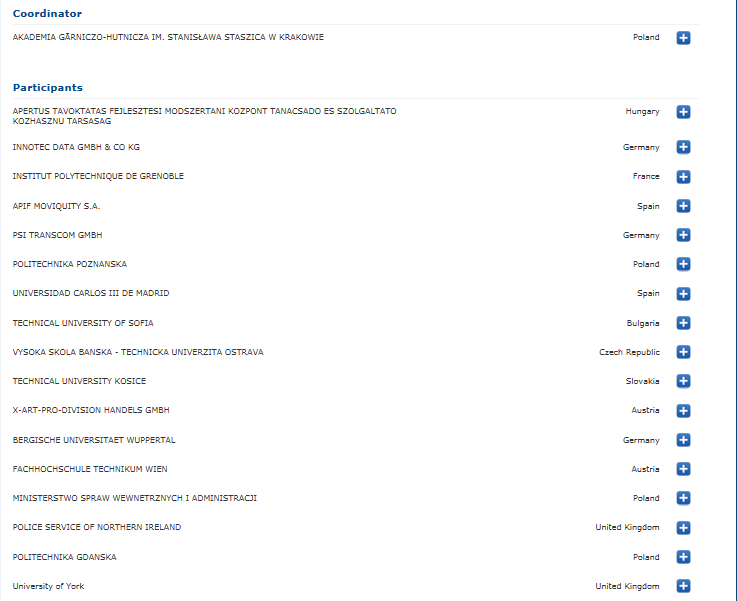 Coordinator
AKADEMIA GÃRNICZO-HUTNICZA IM. STANISŁAWA STASZICA W KRAKOWIE Poland
Participants
APERTUS TAVOKTATAS FEJLESZTESI MODSZERTANI KOZPONT TANACSADO ES SZOLGALTATO Hungary
KOZHASZNU TARSASAG
INNOTEC DATA GMBH & CO KG Germany
INSTITUT POLYTECHNIQUE DE GRENOBLE France
APIF MOVIQUITY S.A. Spain
PSI TRANSCOM GMBH Germany
POLITECHNIKA POZNANSKA Poland
UNIVERSIDAD CARLOS III DE MADRID Spain
TECHNICAL UNIVERSITY OF SOFIA Bulgaria
VYSOKA SKOLA BANSKA - TECHNICKA UNIVERZITA OSTRAVA Czech Republic
TECHNICAL UNIVERSITY KOSICE Slovakia
X-ART-PRO-DIVISION HANDELS GMBH Austria
BERGISCHE UNIVERSITAET WUPPERTAL Germany
FACHHOCHSCHULE TECHNIKUM WIEN Austria
MINISTERSTWO SPRAW WEWNETRZNYCH I ADMINISTRACJI Poland
POLICE SERVICE OF NORTHERN IRELAND United Kingdom
POLITECHNIKA GDANSKA Poland
University of York United Kingdom